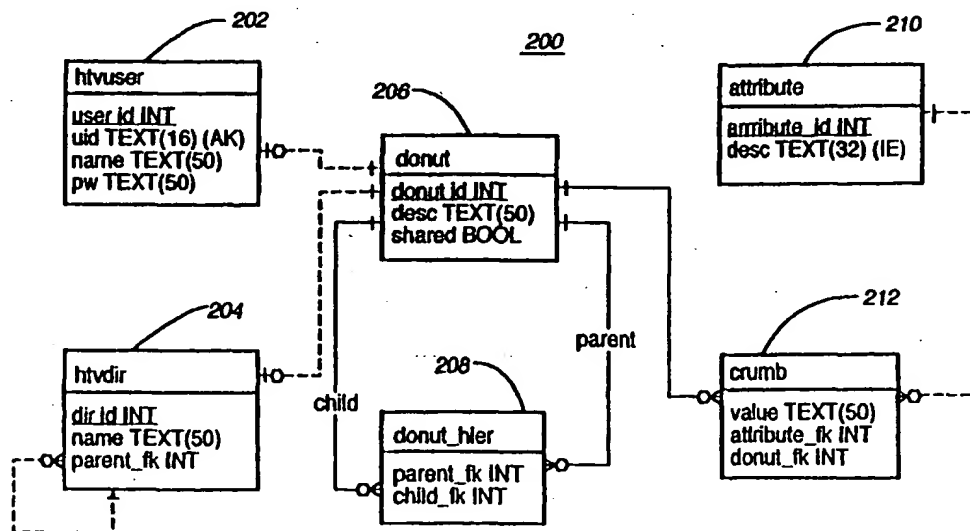 202
200
210
htvuser
user id INT
uid TEXT(16) (AK)
name TEXT(50)
pw TEXT(50)
206
donut
donut id INT
desc TEXT(50)
shared BOOL
attribute
attribute_id INT
desc TEXT(32) (IE)
204
htvdir
dir id INT
name TEXT(50)
parent_fk INT
child
parent
208
donut_hier
parent_fk INT
child_fk INT
212
crumb
value TEXT(50)
attribute_fk INT
donut_fk INT